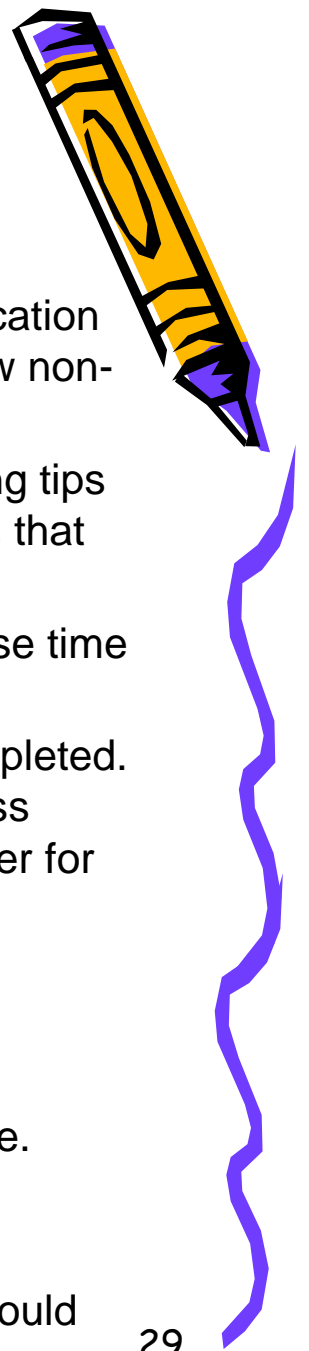 cation
w non-
ng tips
that
se time
pleted.
ss
er for
e.
ould
29